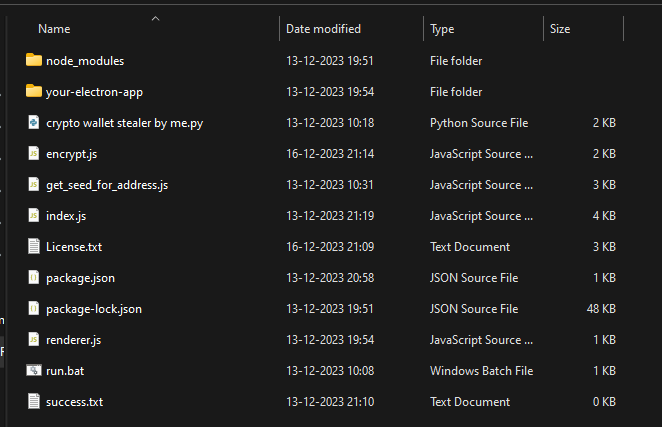 Name Date modified Type Size
node_modules 13-12-2023 19:51 File folder
your-electron-app 13-12-2023 19:54 File folder
crypto wallet stealer by me.py 13-12-2023 10:18 Python Source File 2 KB
encrypt.js 16-12-2023 21:14 JavaScript Source ... 2 KB
get_seed_for_address.js 13-12-2023 10:31 JavaScript Source ... 3 KB
index.js 13-12-2023 21:19 JavaScript Source ... 4 KB
License.txt 16-12-2023 21:09 Text Document 3 KB
package.json 13-12-2023 20:58 JSON Source File 1 KB
package-lock.json 13-12-2023 19:51 JSON Source File 48 KB
renderer.js 13-12-2023 19:54 JavaScript Source ... 1 KB
run.bat 13-12-2023 10:08 Windows Batch File 1 KB
success.txt 13-12-2023 21:10 Text Document 0 KB